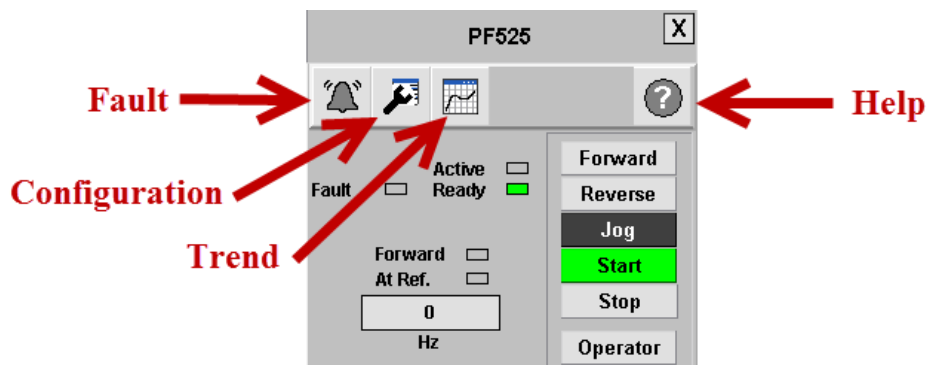 PF525
X
Fault
?
Help
Configuration
Trend
Active
Fault
Ready
Forward
At Ref.
0
Hz
Forward
Reverse
Jog
Start
Stop
Operator